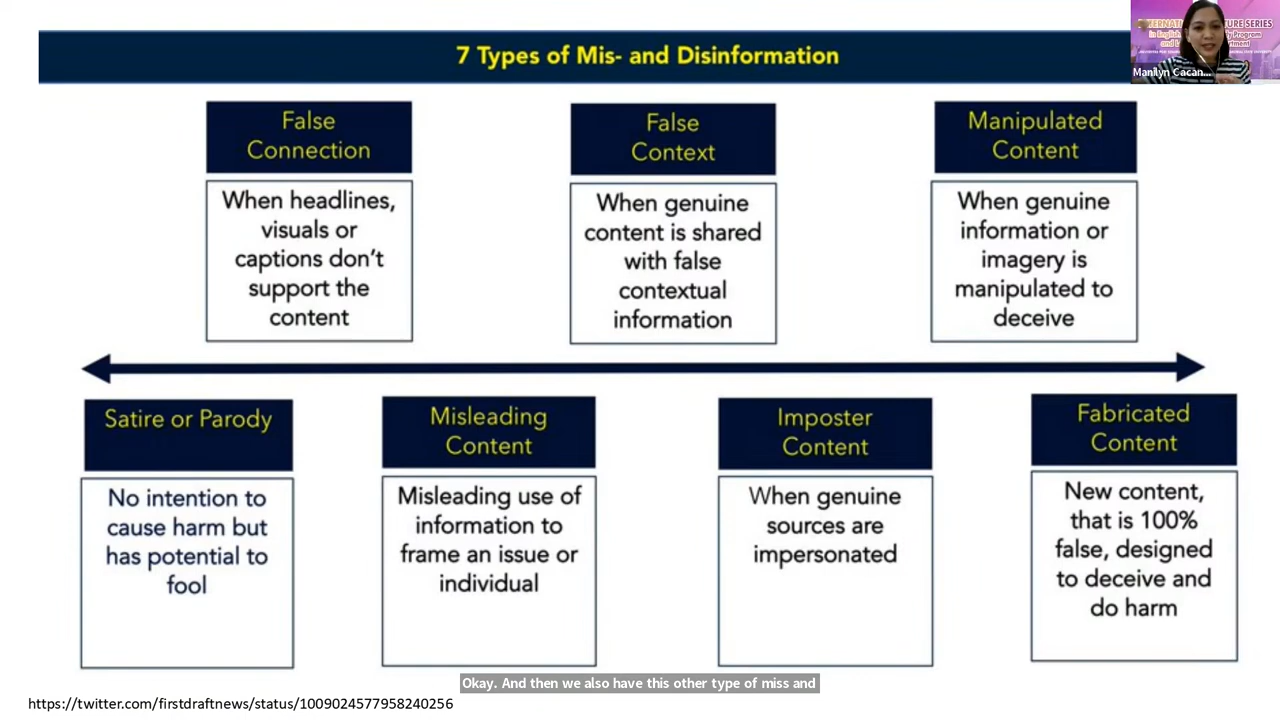 7 Types of Mis- and Disinformation
Manilyn Cacan...
False
Connection
When headlines,
visuals or
captions don't
support the
content
False
Context
When genuine
content is shared
with false
contextual
information
Manipulated
Content
When genuine
information or
imagery is
manipulated to
deceive
Satire or Parody
No intention to
cause harm but
has potential to
fool
Misleading
Content
Misleading use of
information to
frame an issue or
individual
Imposter
Content
When genuine
sources are
impersonated
Fabricated
Content
New content,
that is 100%
false, designed
to deceive and
do harm
Okay. And then we also have this other type of miss and
https://twitter.com/firstdraftnews/status/1009024577958240256